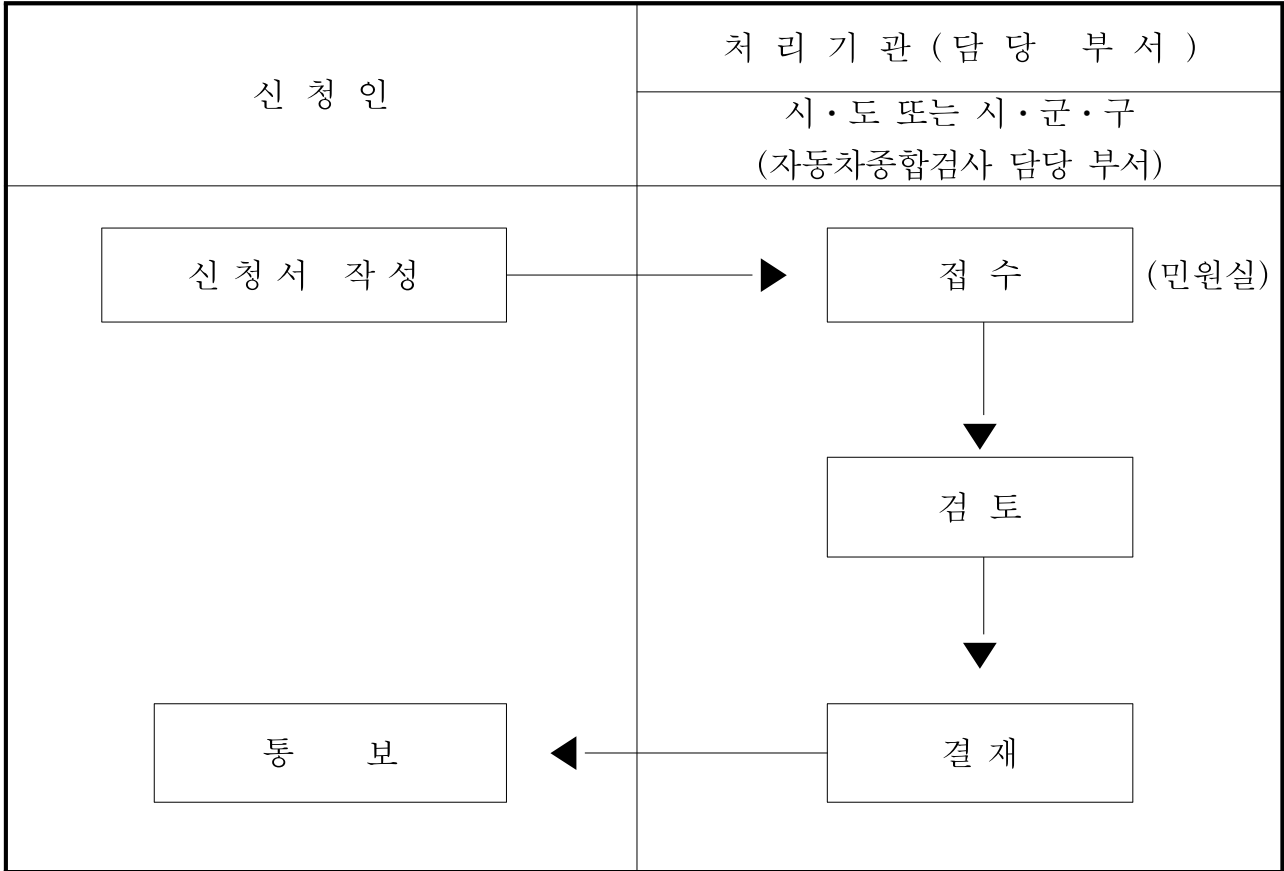 신 청 인
처 리 기 관 ( 담 당 부 서 )
시·도 또는 시·군·구
(자동차종합검사 담당 부서)
신 청 서 작 성
접 수
(민원실)
검 토
결 재
통 보